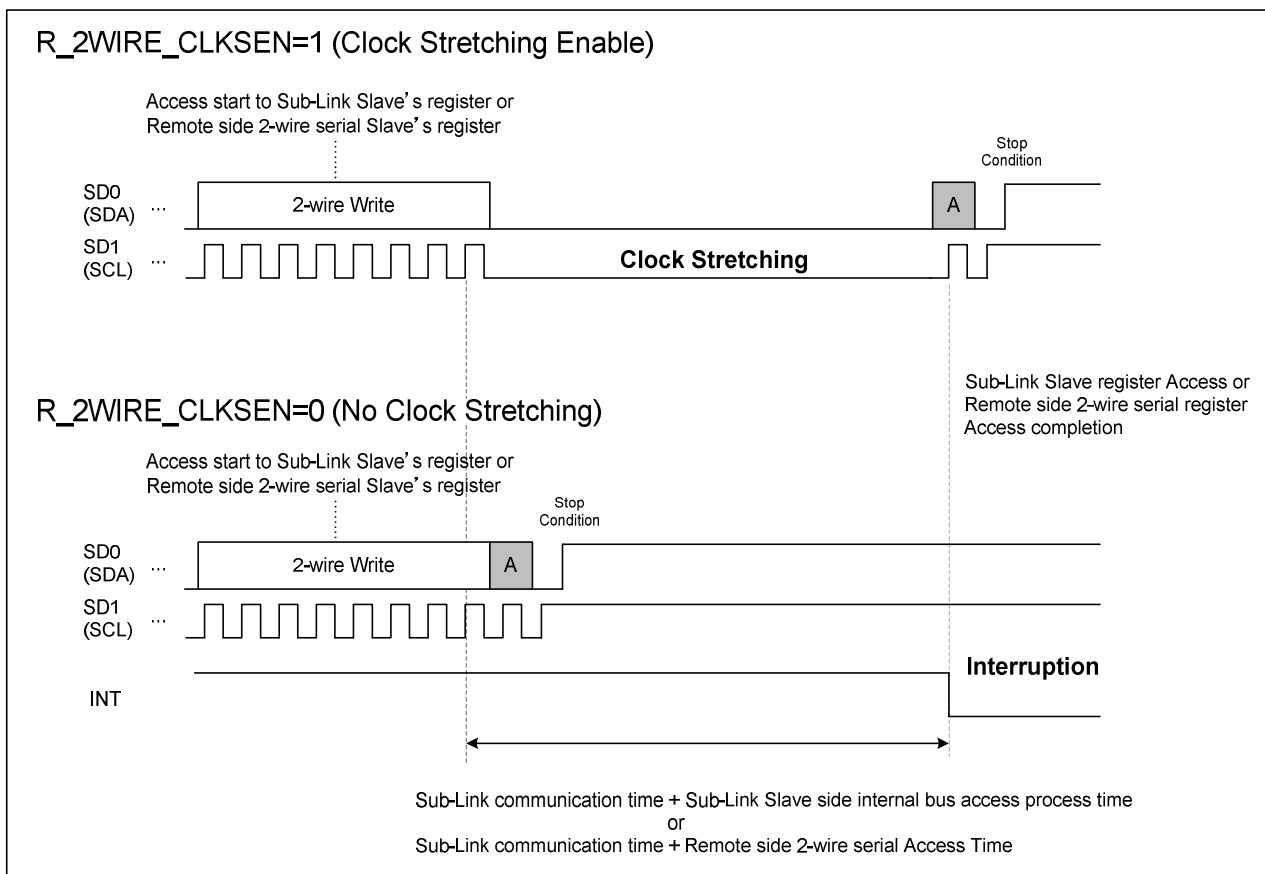 R_2WIRE_CLKSEN=1 (Clock Stretching Enable)
Access start to Sub-Link Slave's register or
Remote side 2-wire serial Slave's register
Stop
Condition
SD0
(SDA) ...
2-wire Write
A
SD1
(SCL) ...
Clock Stretching
Sub-Link Slave register Access or
Remote side 2-wire serial register
Access completion
R_2WIRE_CLKSEN=0 (No Clock Stretching)
Access start to Sub-Link Slave's register or
Remote side 2-wire serial Slave's register
Stop
Condition
SD0
(SDA) ...
2-wire Write
A
SD1
(SCL) ...
Interruption
INT
Sub-Link communication time + Sub-Link Slave side internal bus access process time
or
Sub-Link communication time + Remote side 2-wire serial Access Time